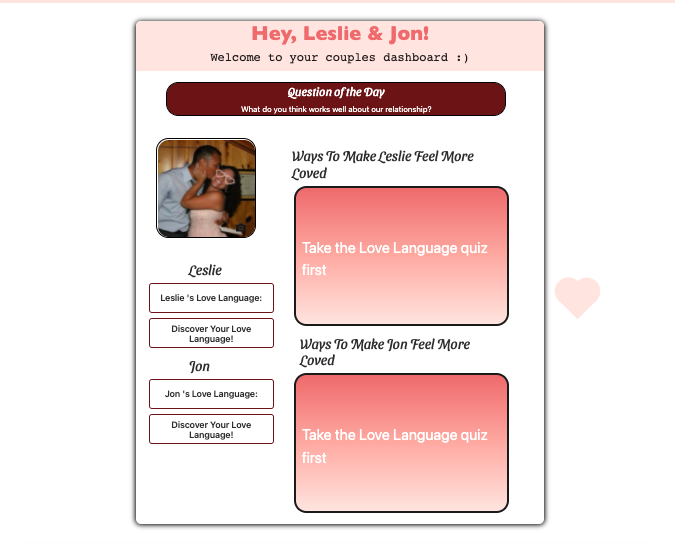 Hey, Leslie & Jon!
Welcome to your couples dashboard :)
Question of the Day
What do you think works well about our relationship?
Ways To Make Leslie Feel More
Loved
Take the Love Language quiz
first
Leslie
Leslie 's Love Language:
Discover Your Love
Language!
Jon
Jon 's Love Language:
Discover Your Love
Language!
Ways To Make Jon Feel More
Loved
Take the Love Language quiz
first